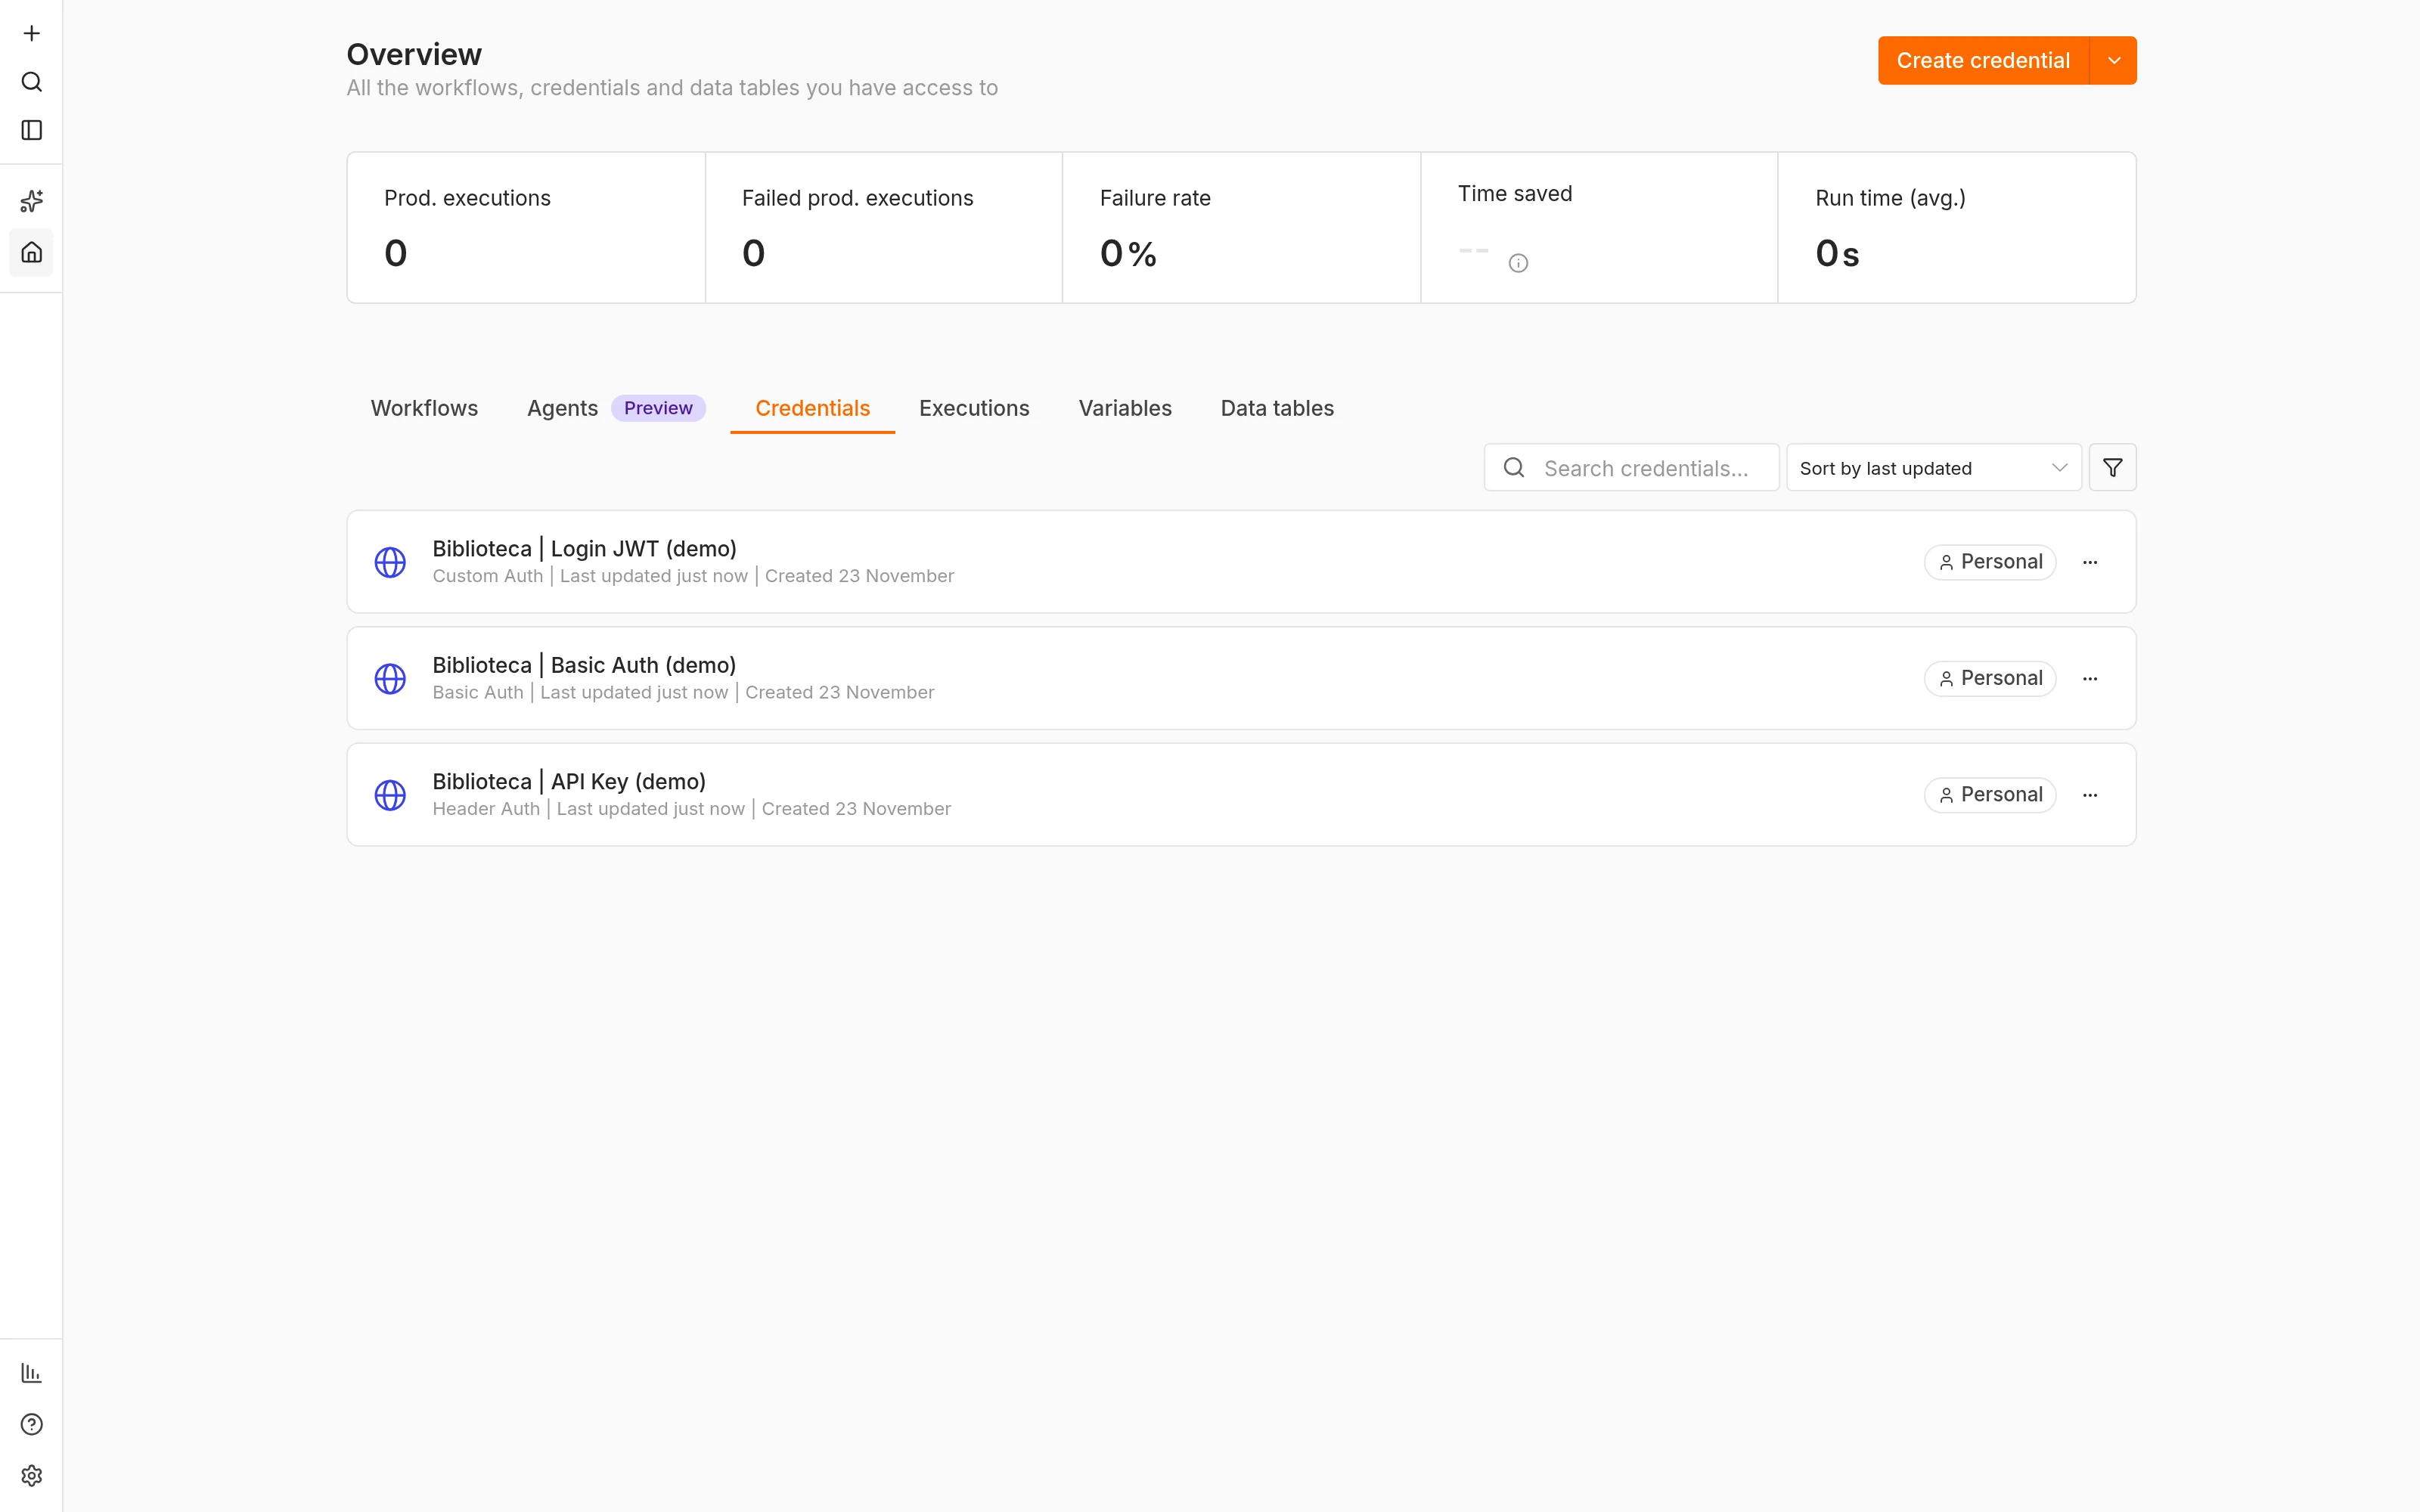 Overview
All the workflows, credentials and data tables you have access to
Create credential
Prod. executions
0
Failed prod. executions
0
Failure rate
0%
Time saved
--
Run time (avg.)
0s
Workflows
Agents
Preview
Credentials
Executions
Variables
Data tables
Search credentials...
Sort by last updated
Biblioteca | Login JWT (demo)
Custom Auth | Last updated just now | Created 23 November
Personal
Biblioteca | Basic Auth (demo)
Basic Auth | Last updated just now | Created 23 November
Personal
Biblioteca | API Key (demo)
Header Auth | Last updated just now | Created 23 November
Personal